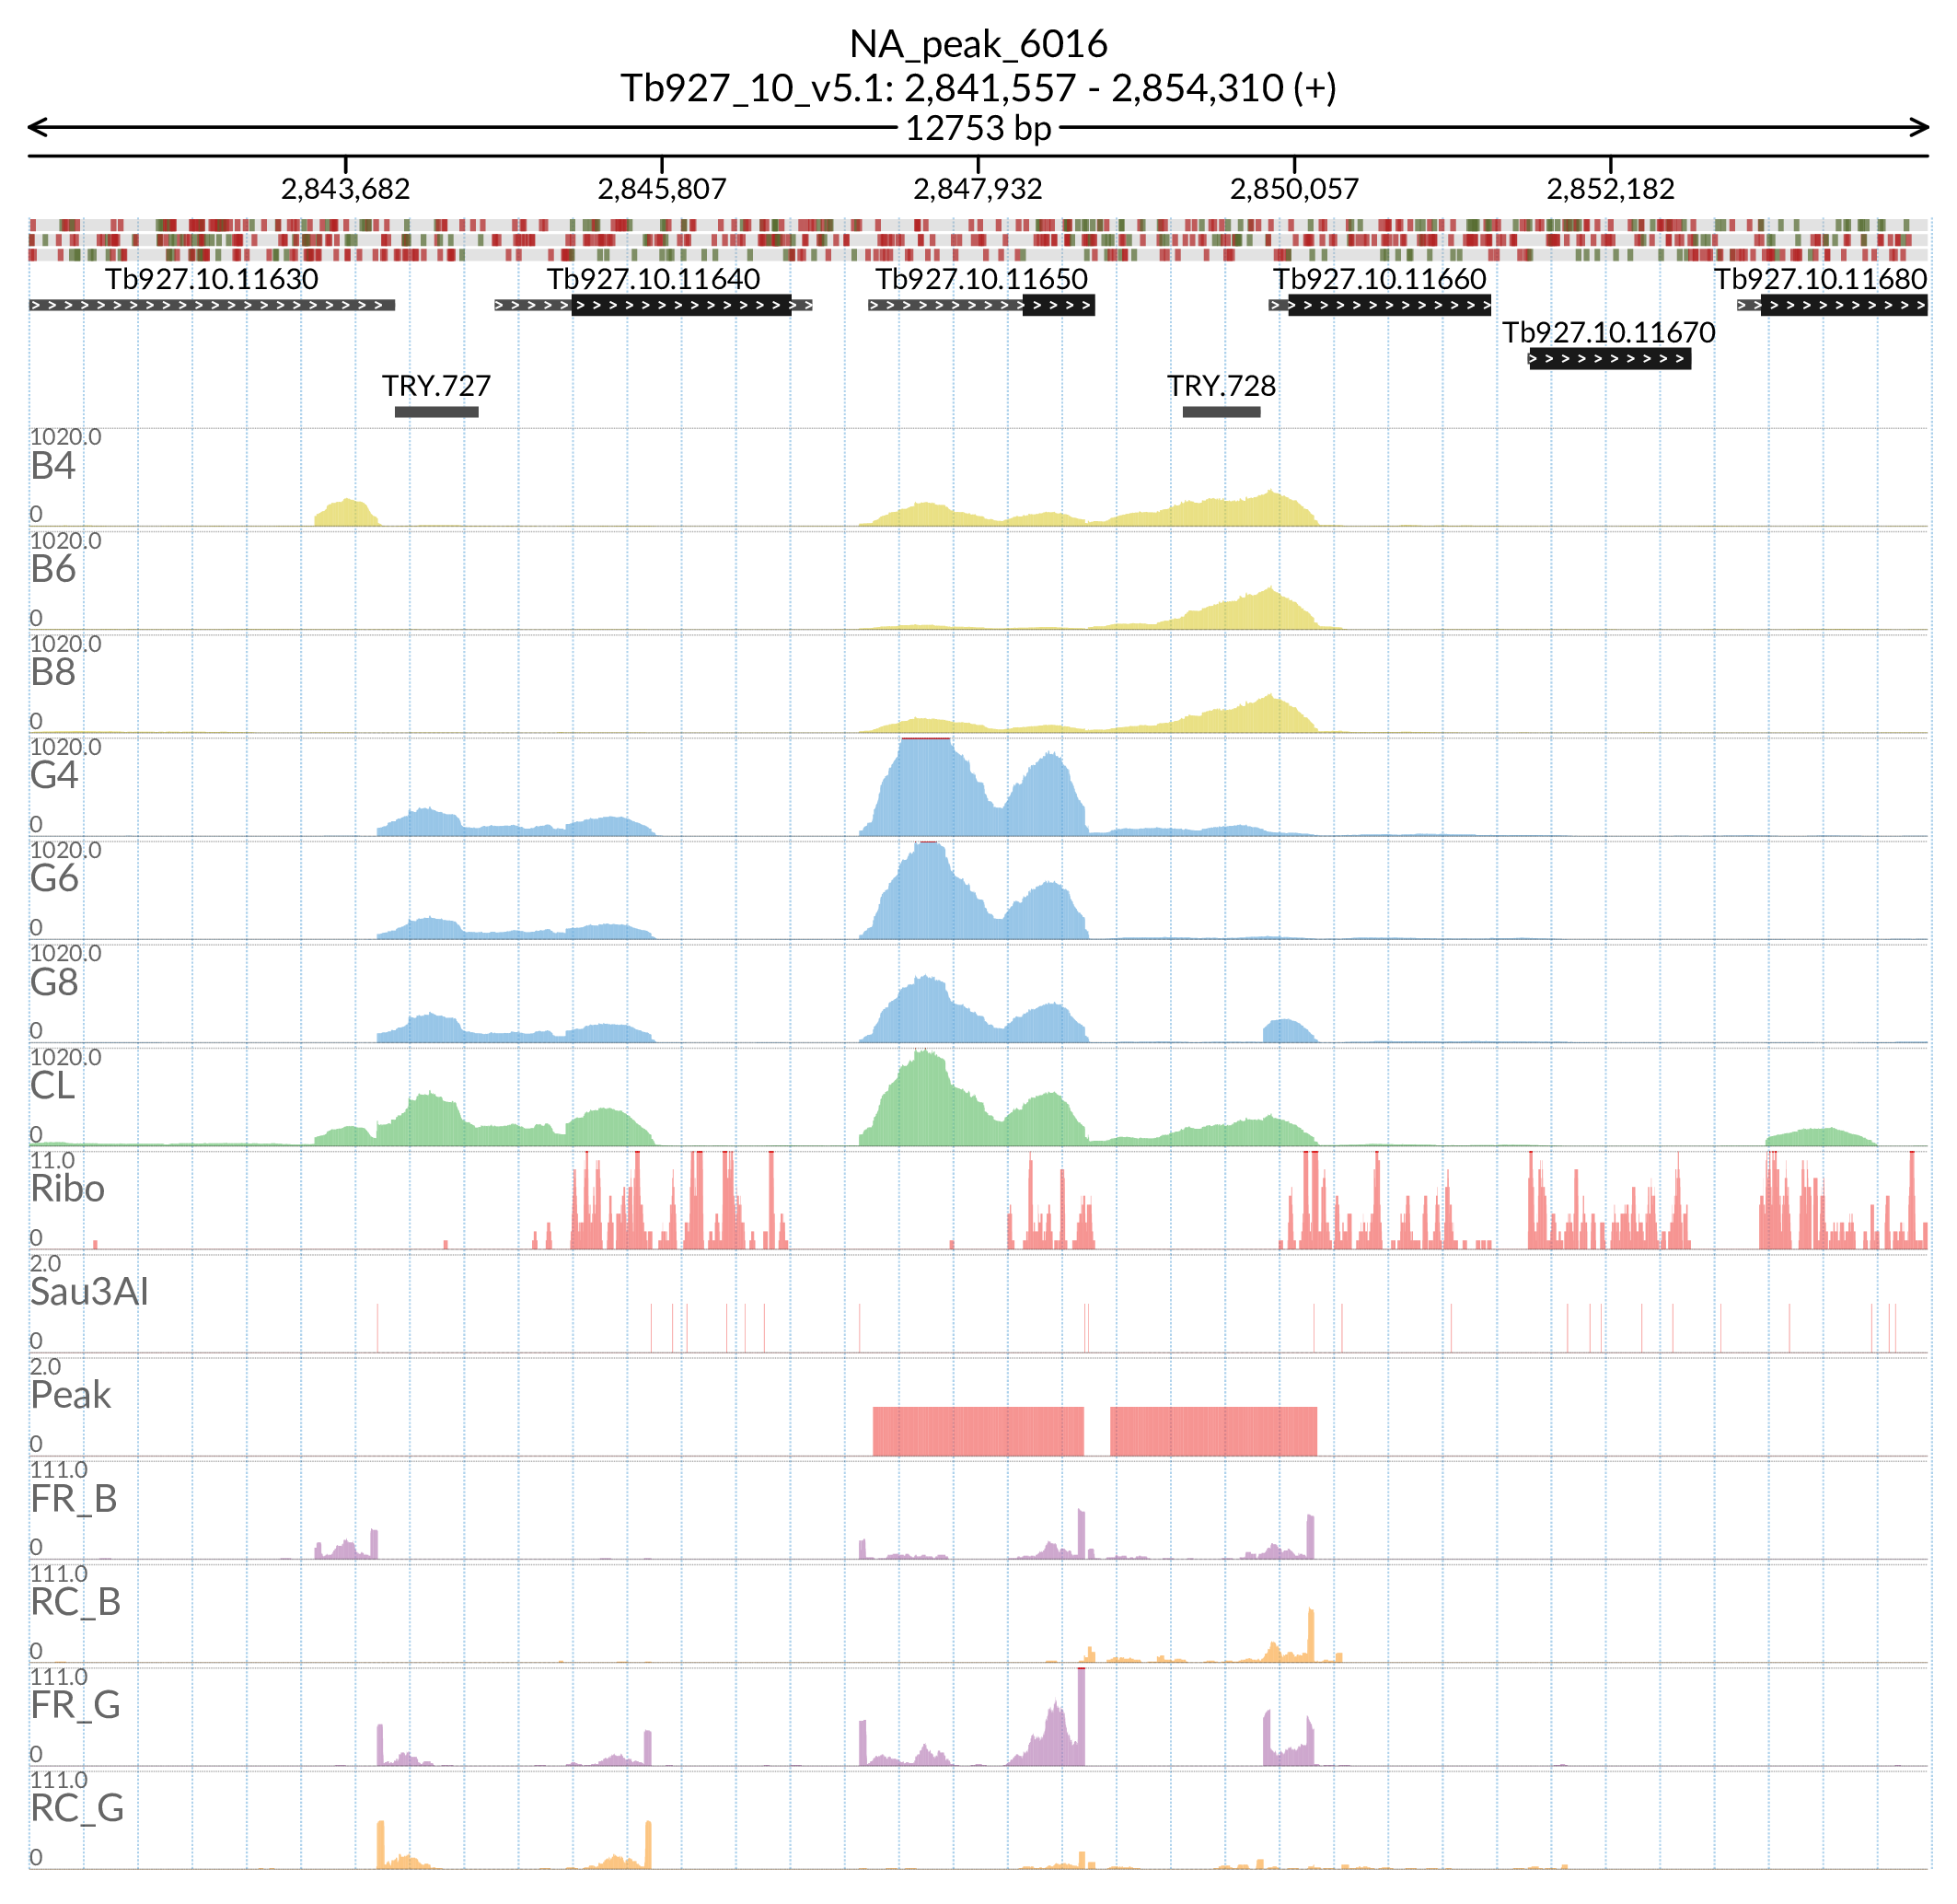 NA_peak_6016
Tb927_10_v5.1: 2,841,557 - 2,854,310 (+)
12753 bp
2,843,682 2,845,807 2,847,932 2,850,057 2,852,182
Tb927.10.11630 Tb927.10.11640 Tb927.10.11650 Tb927.10.11660 Tb927.10.11680
Tb927.10.11670
TRY.727 TRY.728
1020.0
B4
0
1020.0
B6
0
1020.0
B8
0
1020.0
G4
0
1020.0
G6
0
1020.0
G8
0
1020.0
CL
0
11.0
Ribo
0
2.0
Sau3AI
0
2.0
Peak
0
111.0
FR_B
0
111.0
RC_B
0
111.0
FR_G
0
111.0
RC_G
0